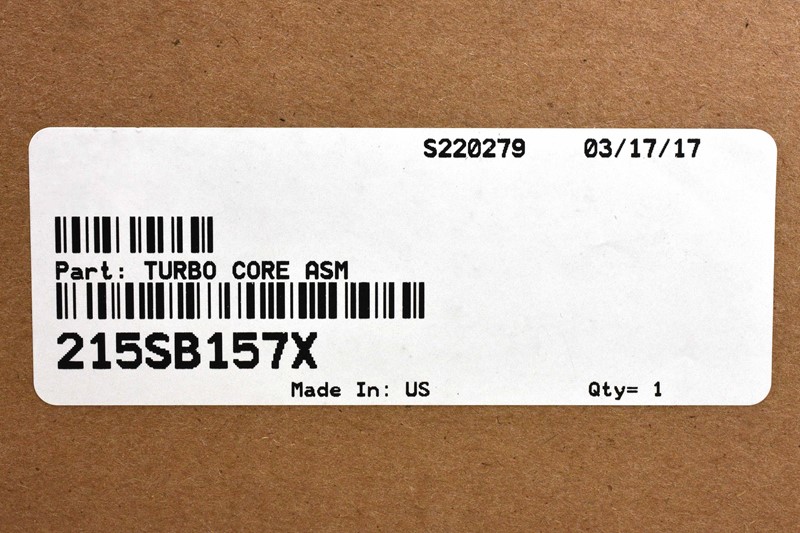 S220279 03/17/17
Part: TURBO CORE ASM
215SB157X
Made In: US Qty= 1